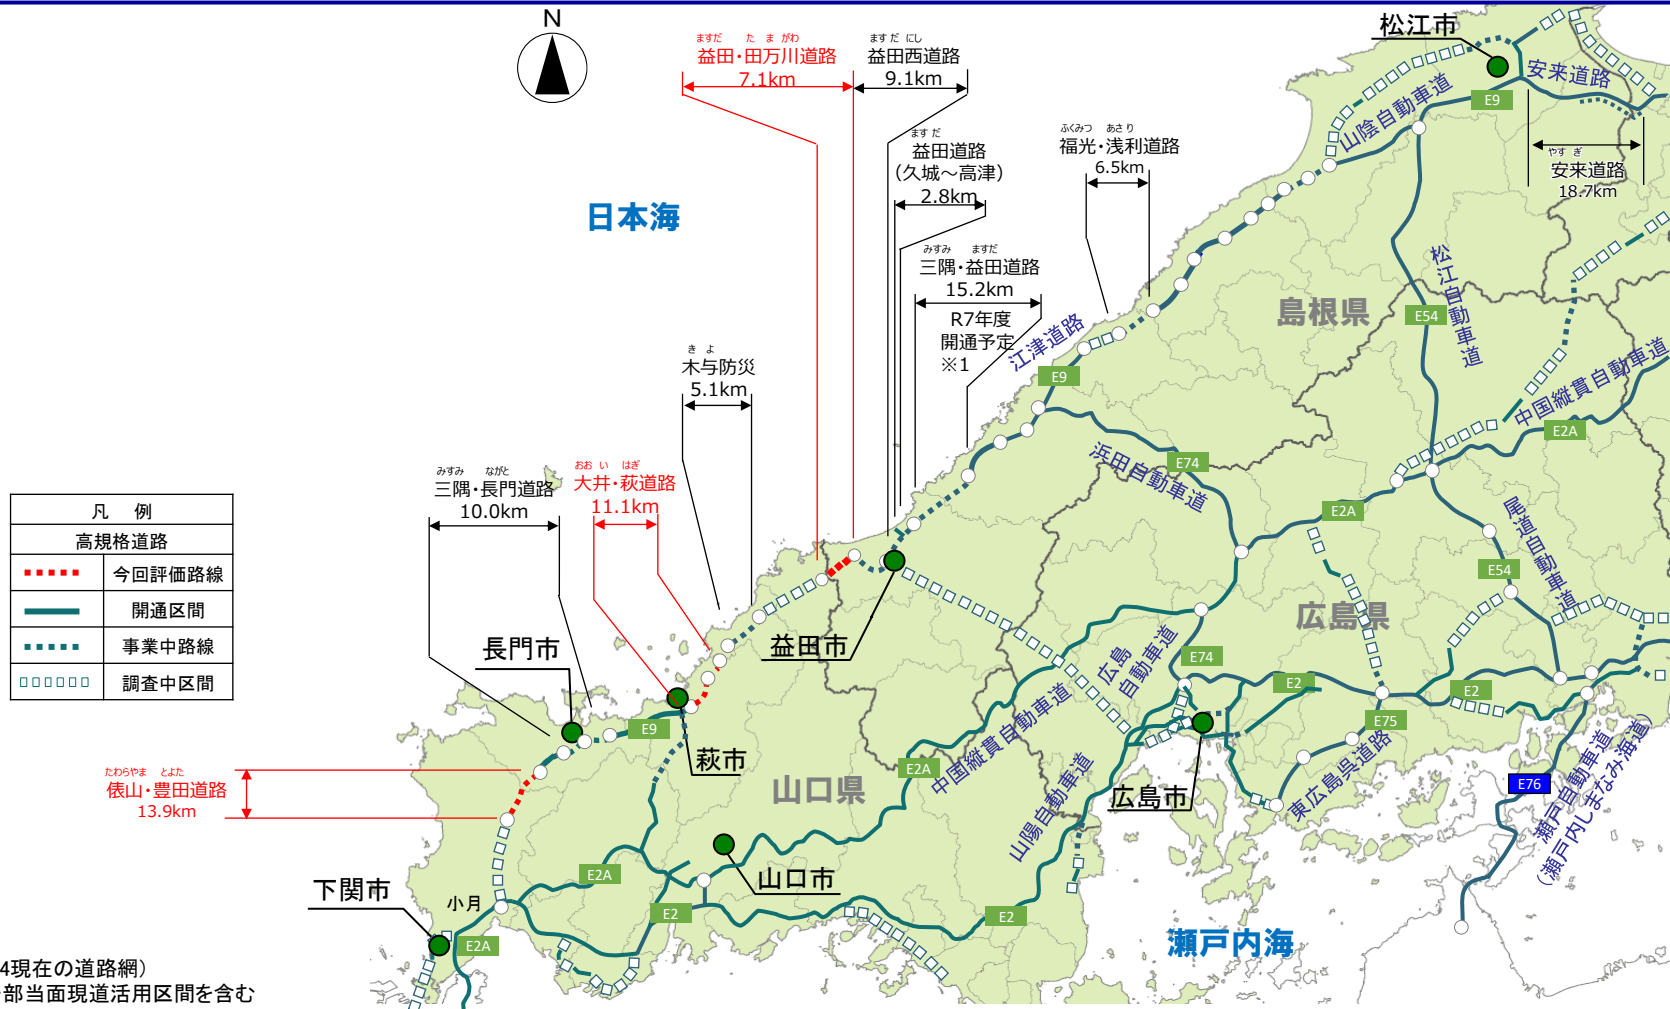 N
ますだ たまがわ
益田・田万川道路
7.1km
ますだにし
益田西道路
9.1km
ますだ
益田道路
(久城～高津)
2.8km
みすみ ますだ
三隅・益田道路
15.2km
R7年度
開通予定
※1
ふくみつ あさり
福光・浅利道路
6.5km
松江市
安来道路
E9
山陰自動車道
やすぎ
安来道路
18.7km
日本海
島根県
松江自動車道
E54
江津道路
E9
中国縦貫自動車道
E2A
きよ
木与防災
5.1km
みすみ ながと
三隅・長門道路
10.0km
おおい はぎ
大井・萩道路
11.1km
浜田自動車道
E74
E2A
尾道自動車道
E54
凡 例
高規格道路
今回評価路線
開通区間
事業中路線
調査中区間
長門市
益田市
広島県
広島自動車道
E74
E2
E2
E75
E9
萩市
山口県
E2A
中国縦貫自動車道
山陽自動車道
広島市
東広島呉道路
E76
瀬戸自動車道
(瀬戸内しまなみ海道)
たわらやま とよた
俵山・豊田道路
13.9km
下関市
小月
E2A
E2A
山口市
E2
E2
瀬戸内海
4現在の道路網)
部当面現道活用区間を含む